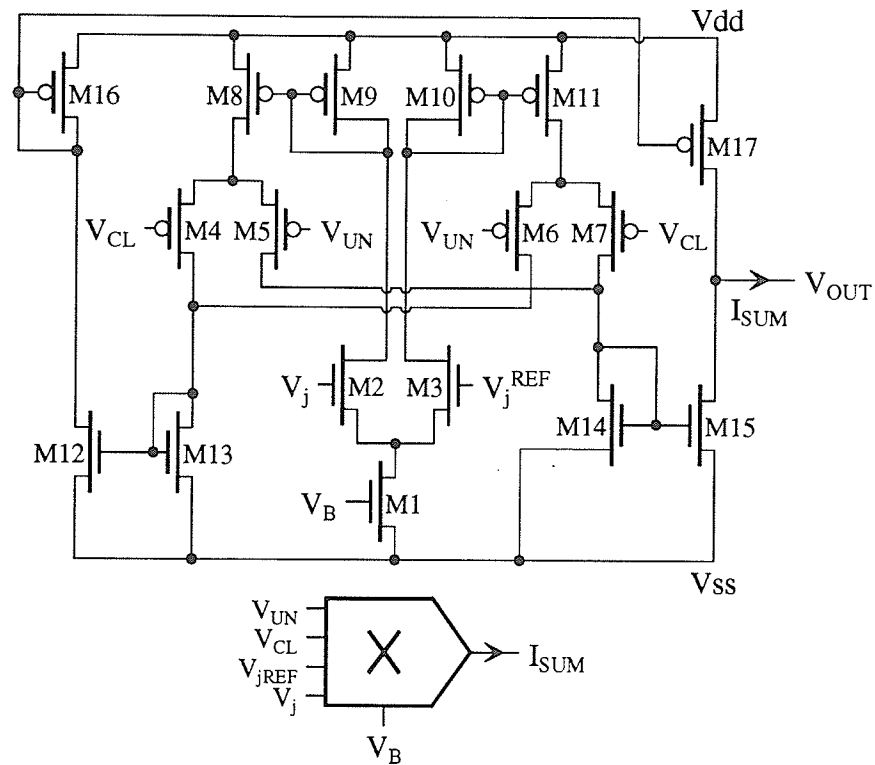 Vdd
M16
M8
M9
M10
M11
M17
V_CL
M4
M5
V_UN
V_UN
M6
M7
V_CL
V_OUT
I_SUM
V_j
M2
M3
V_j^REF
M12
M13
M14
M15
V_B
M1
Vss
V_UN
V_CL
V_jREF
V_j
X
I_SUM
V_B